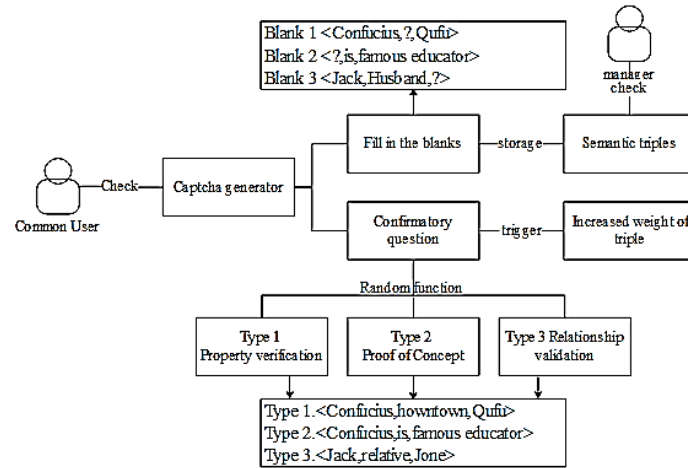 Blank 1 <Confucius,?,Qufu>
Blank 2 <?,is,famous educator>
Blank 3 <Jack,Husband,?>
manager
check
Fill in the blanks
storage
Semantic triples
Check
Captcha generator
Common User
Confirmatory
question
trigger
Increased weight of
triple
Random function
Type 1
Property verification
Type 2
Proof of Concept
Type 3 Relationship
validation
Type 1.<Confucius,howntown,Qufu>
Type 2.<Confucius,is,famous educator>
Type 3.<Jack,relative,Jone>